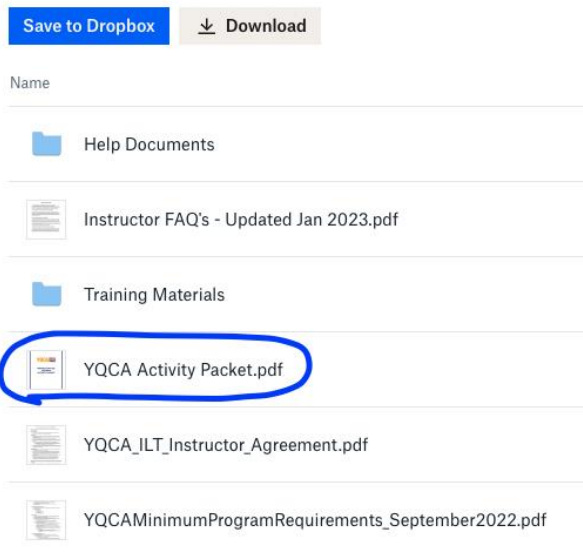 Save to Dropbox
Download
Name
Help Documents
Instructor FAQ's - Updated Jan 2023.pdf
Training Materials
YQCA Activity Packet.pdf
YQCA_ILT_Instructor_Agreement.pdf
YQCAMinimumProgramRequirements_September2022.pdf